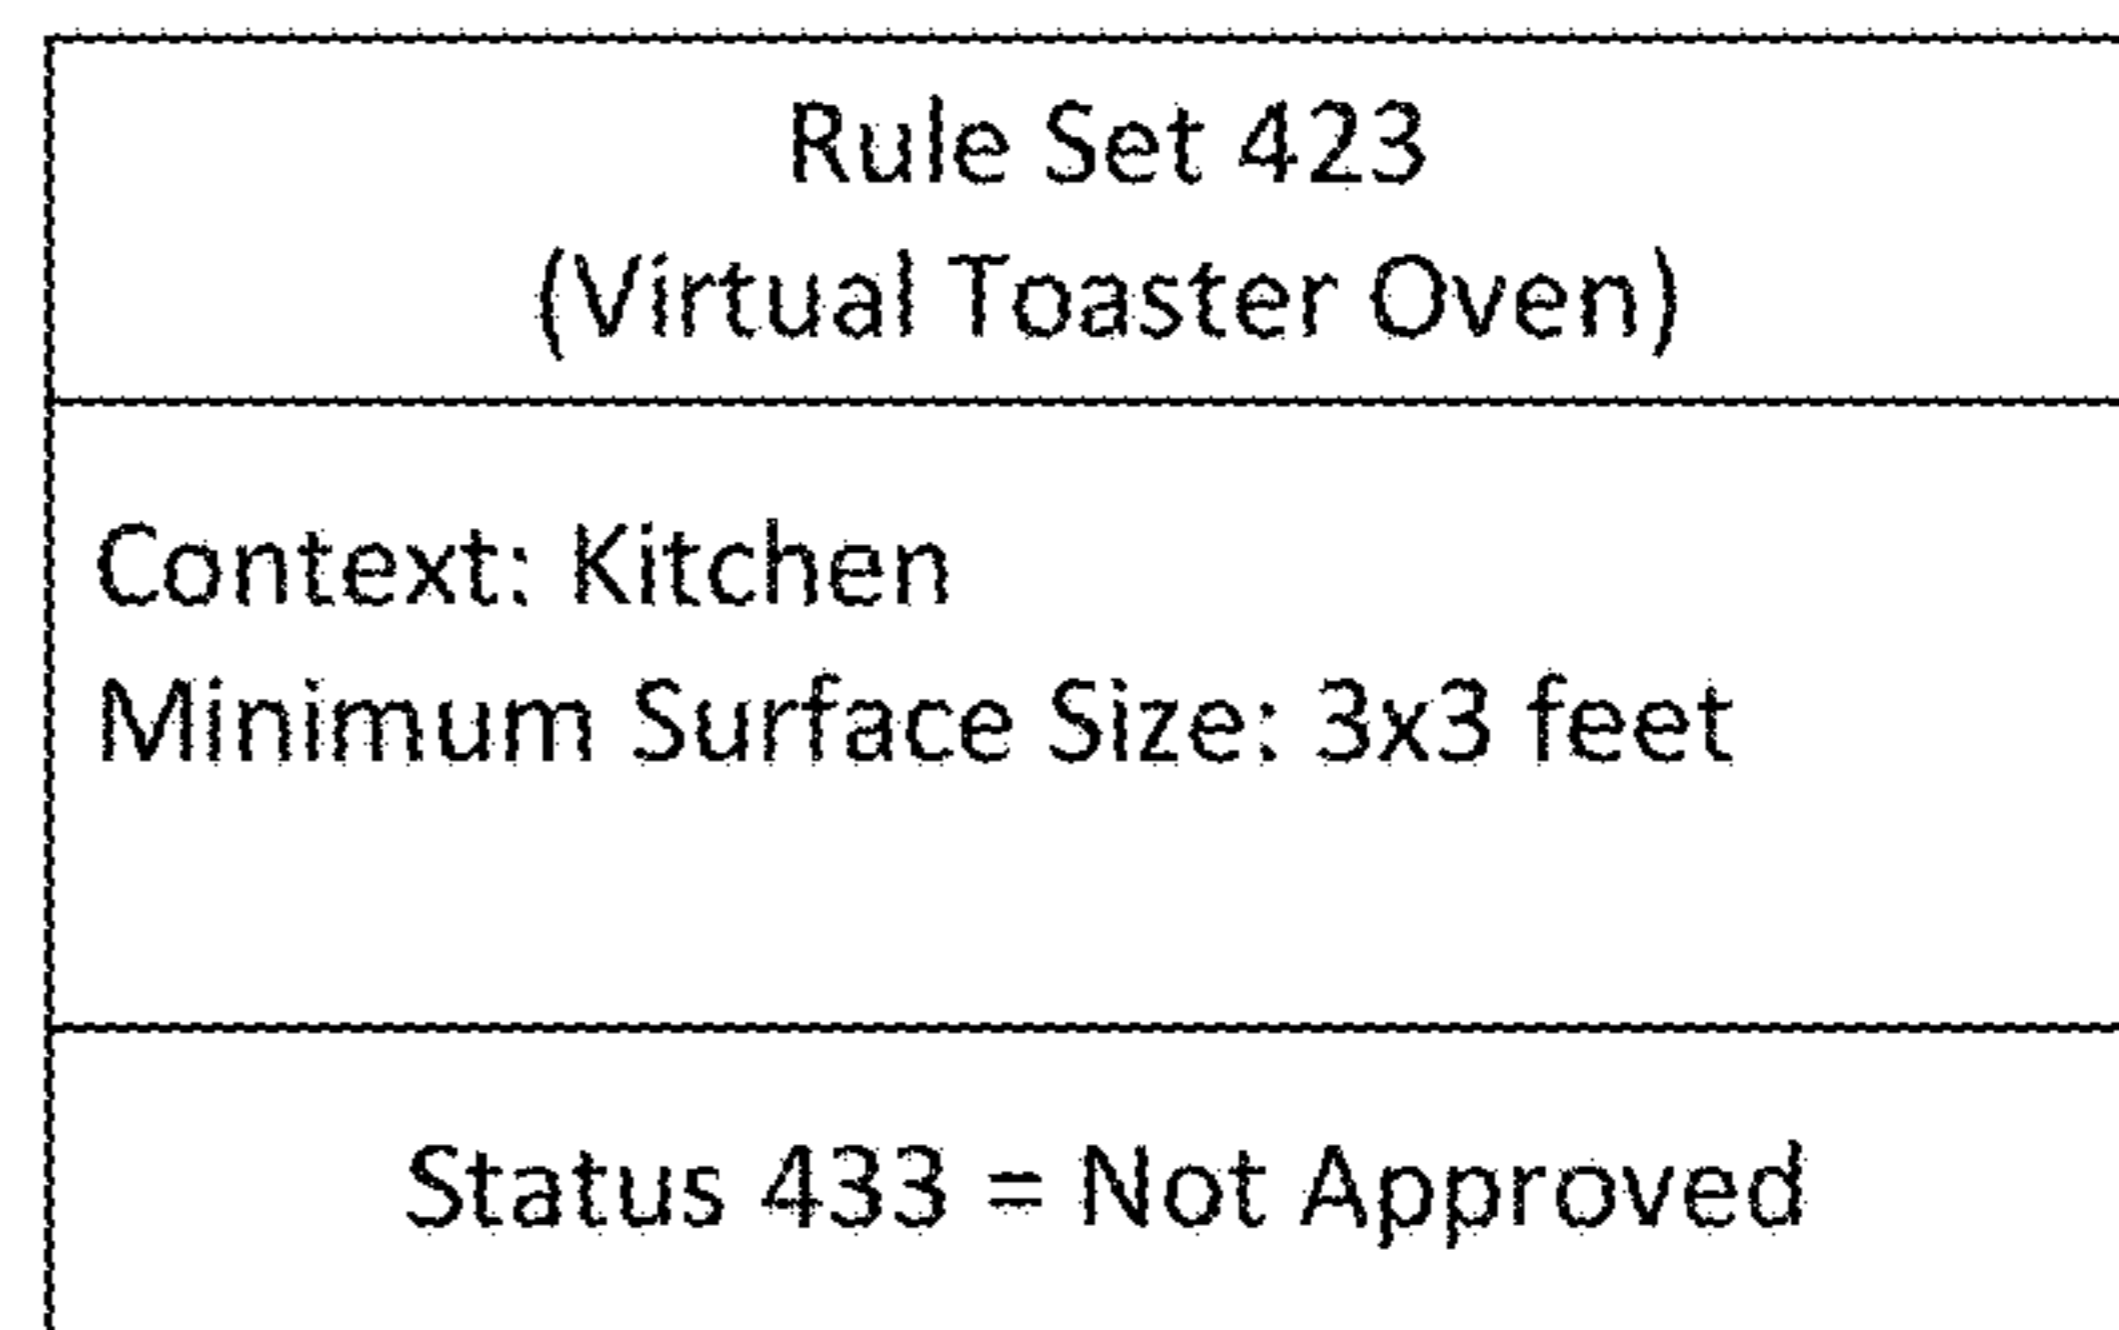 Rule Set 423
(Virtual Toaster Oven)
Context: Kitchen
Minimum Surface Size: 3x3 feet
Status 433 = Not Approved